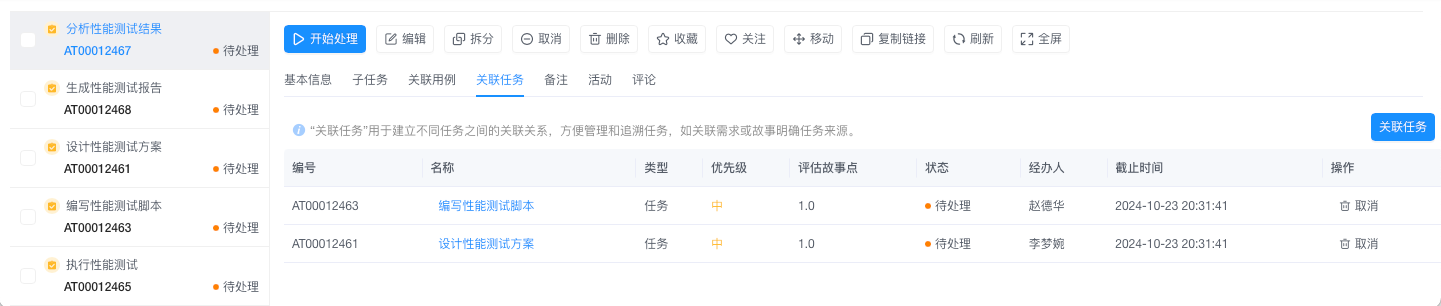 分析性能测试结果
AT00012467 待处理
生成性能测试报告
AT00012468 待处理
设计性能测试方案
AT00012461 待处理
编写性能测试脚本
AT00012463 待处理
执行性能测试
AT00012465 待处理
开始处理 编辑 拆分 取消 删除 收藏 关注 移动 复制链接 刷新 全屏
基本信息 子任务 关联用例 关联任务 备注 活动 评论
“关联任务”用于建立不同任务之间的关联关系，方便管理和追溯任务，如关联需求或故事明确任务来源。
关联任务
编号 名称 类型 优先级 评估故事点 状态 经办人 截止时间 操作
AT00012463 编写性能测试脚本 任务 中 1.0 待处理 赵德华 2024-10-23 20:31:41 取消
AT00012461 设计性能测试方案 任务 中 1.0 待处理 李梦婉 2024-10-23 20:31:41 取消